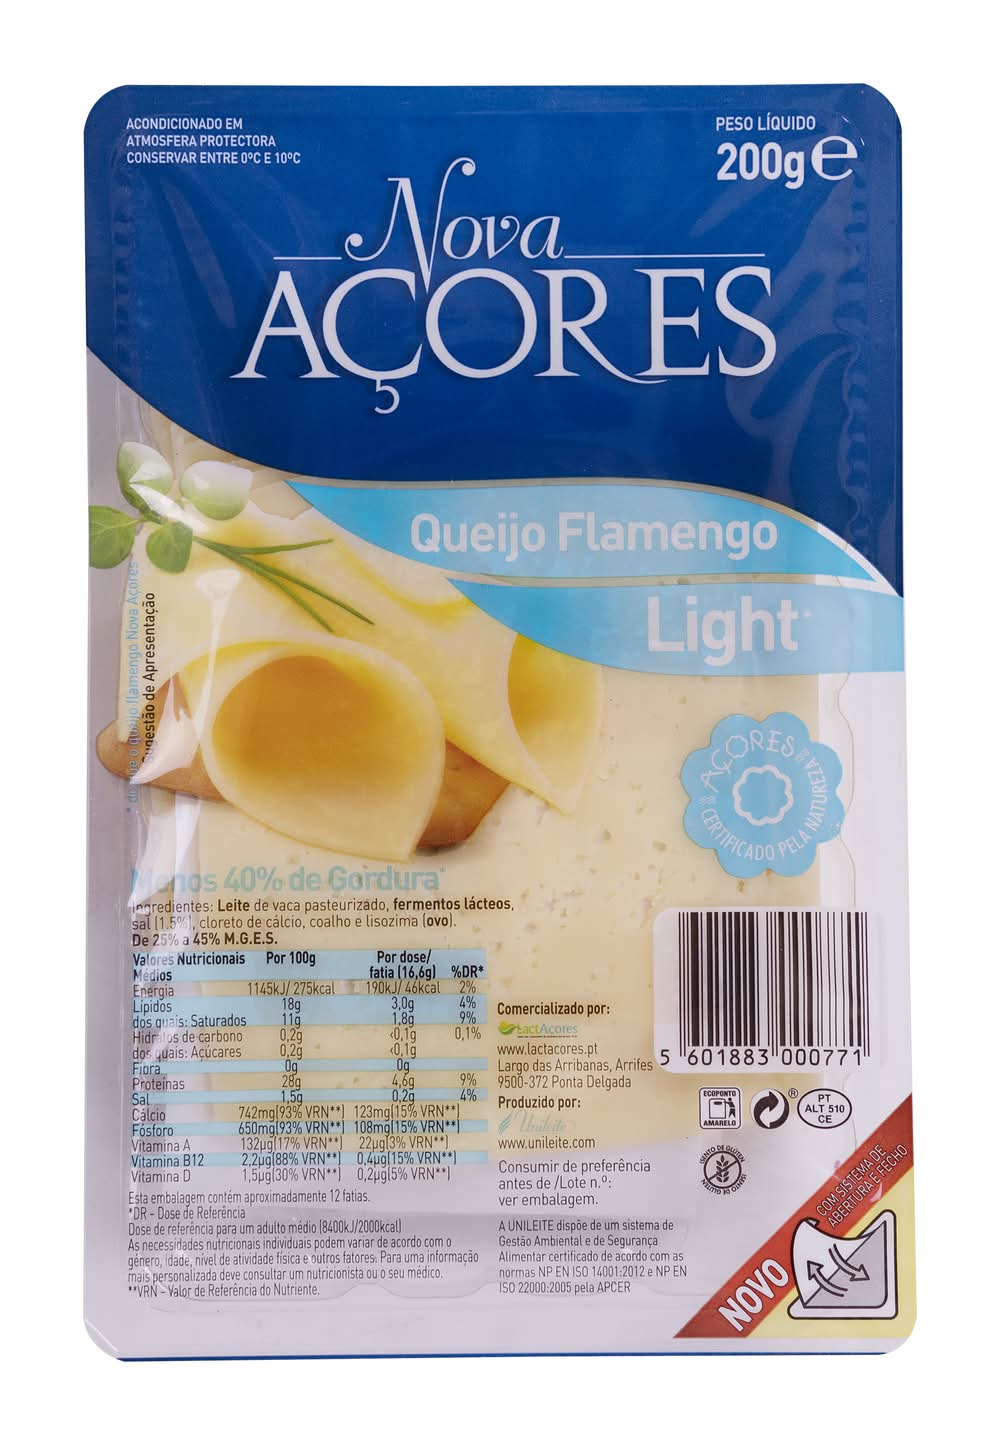 ACONDICIONADO EM
ATMOSFERA PROTECTORA
CONSERVAR ENTRE 0ºC E 10ºC
PESO LÍQUIDO
200g e
Nova
AÇORES
Queijo Flamengo
Light*
* do que o queijo flamengo Nova Açores
Sugestão de Apresentação
AÇORES
CERTIFICADO PELA NATUREZA
Menos 40% de Gordura*
Ingredientes: Leite de vaca pasteurizado, fermentos lácteos,
sal (1.5%), cloreto de cálcio, coalho e lisozima (ovo).
De 25% a 45% M.G.E.S.
Valores Nutricionais Médios Por 100g Por dose/ fatia (16,6g) %DR*
Energia 1145kJ/ 275kcal 190kJ/ 46kcal 2%
Lípidos 18g 3,0g 4%
dos quais: Saturados 11g 1,8g 9%
Hidratos de carbono 0,2g <0,1g 0,1%
dos quais: Açúcares 0,2g <0,1g
Fibra 0g 0g
Proteínas 28g 4,6g 9%
Sal 1,5g 0,2g 4%
Cálcio 742mg(93% VRN**) 123mg(15% VRN**)
Fósforo 650mg(93% VRN**) 108mg(15% VRN**)
Vitamina A 132µg(17% VRN**) 22µg(3% VRN**)
Vitamina B12 2,2µg(88% VRN**) 0,4µg(15% VRN**)
Vitamina D 1,5µg(30% VRN**) 0,2µg(5% VRN**)
Esta embalagem contém aproximadamente 12 fatias.
*DR - Dose de Referência
Dose de referência para um adulto médio (8400kJ/2000kcal)
As necessidades nutricionais individuais podem variar de acordo com o
género, idade, nível de atividade física e outros fatores. Para uma informação
mais personalizada deve consultar um nutricionista ou o seu médico.
**VRN - Valor de Referência do Nutriente.
Comercializado por:
LactAçores
www.lactacores.pt
Largo das Arribanas, Arrifes
9500-372 Ponta Delgada
Produzido por:
Unileite
www.unileite.com
Consumir de preferência
antes de /Lote n.º:
ver embalagem.
A UNILEITE dispõe de um sistema de
Gestão Ambiental e de Segurança
Alimentar certificado de acordo com as
normas NP EN ISO 14001:2012 e NP EN
ISO 22000:2005 pela APCER
5 601883 000771
ECOPONTO
AMARELO
®
PT
ALT 510
CE
ISENTO DE GLÚTEN
ISENTO DE GLÚTEN
COM SISTEMA DE
ABERTURA E FECHO
NOVO